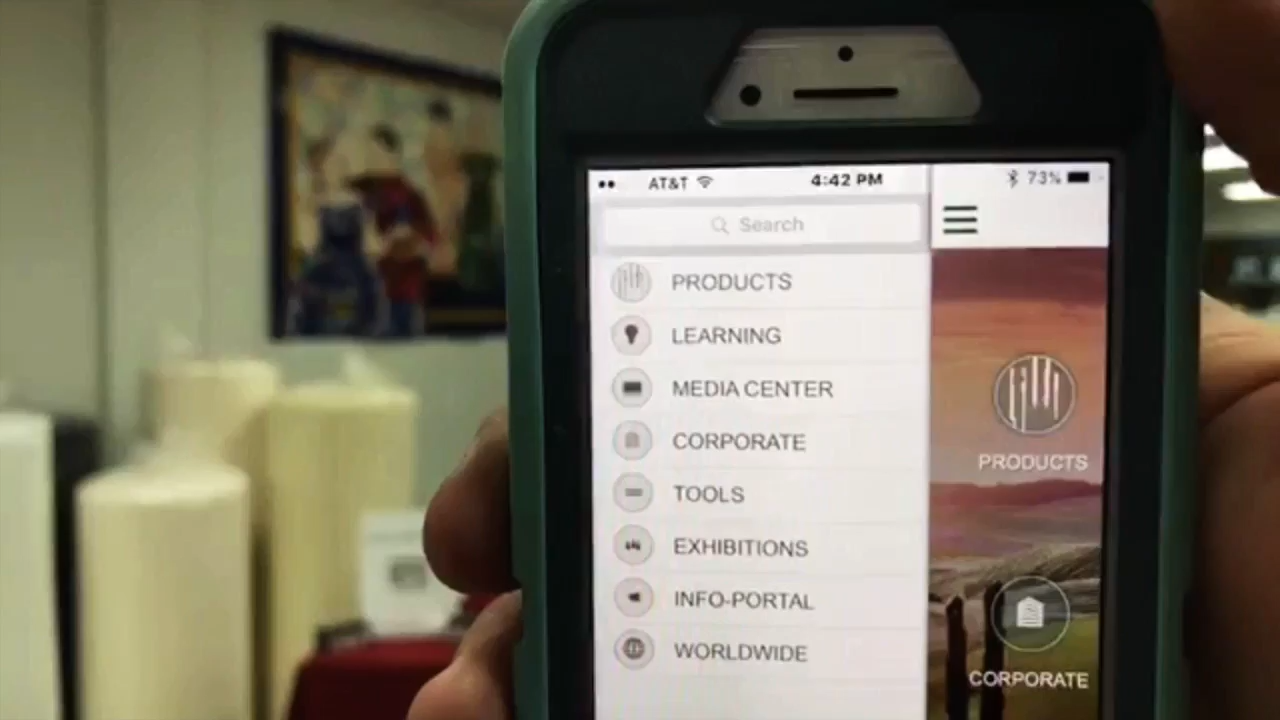 AT&T 4:42 PM 73%
Search
PRODUCTS
LEARNING
MEDIA CENTER
CORPORATE
TOOLS
EXHIBITIONS
INFO-PORTAL
WORLDWIDE
PRODUCTS
CORPORATE